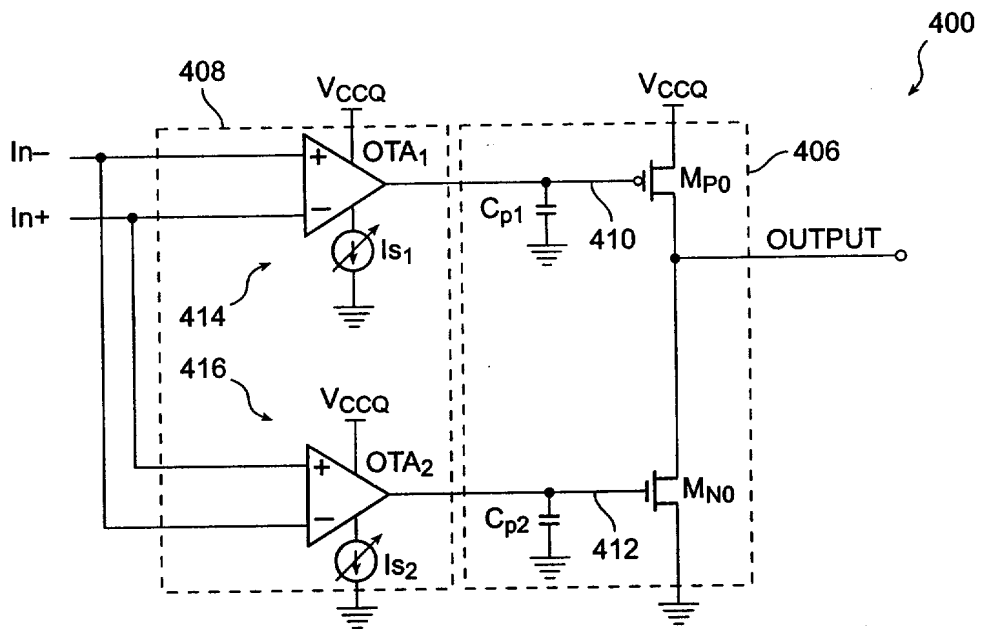 400
408
VCCQ
VCCQ
In−
+
OTA1
MP0
406
In+
−
Cp1
410
Is1
OUTPUT
414
416
VCCQ
+
OTA2
MN0
−
Cp2
412
Is2